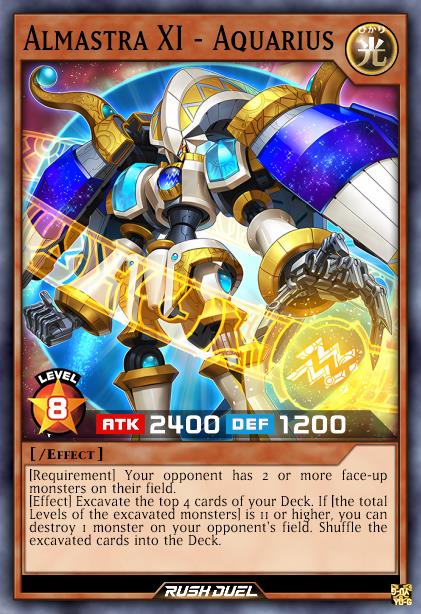 Almastra XI - Aquarius
ひかり
光
LEVEL
8
ATK 2400 DEF 1200
[ /Effect ]
[Requirement] Your opponent has 2 or more face-up
monsters on their field.
[Effect] Excavate the top 4 cards of your Deck. If [the total
Levels of the excavated monsters] is 11 or higher, you can
destroy 1 monster on your opponent's field. Shuffle the
excavated cards into the Deck.
RUSH DUEL